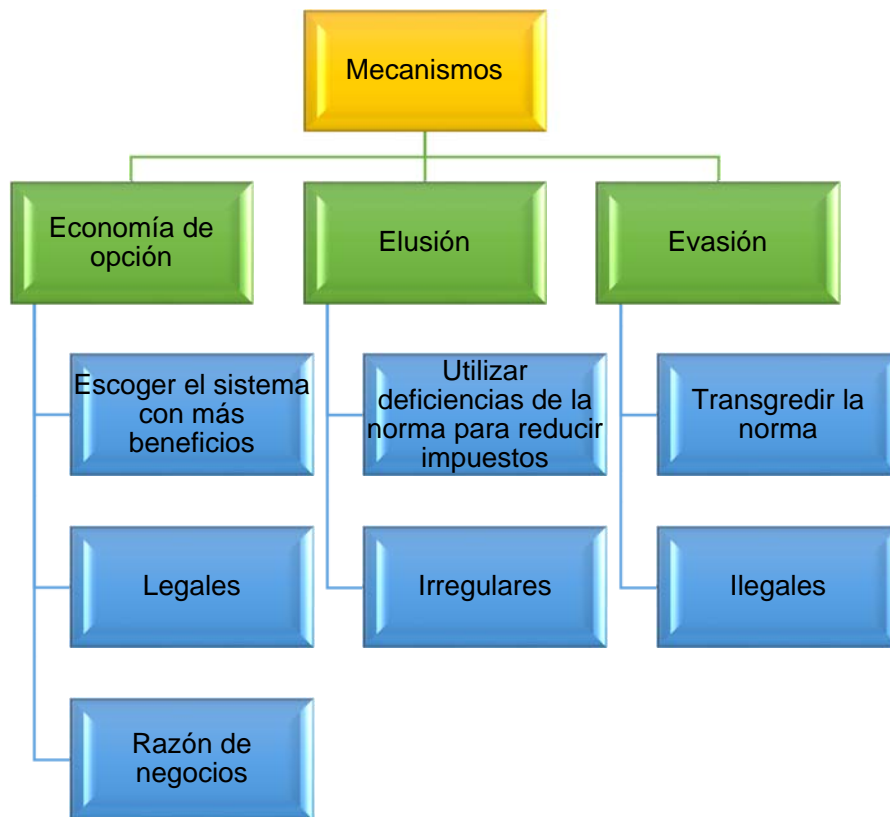 Mecanismos
Economía de
opción
Elusión
Evasión
Escoger el sistema
con más
beneficios
Utilizar
deficiencias de la
norma para reducir
impuestos
Transgredir la
norma
Legales
Irregulares
Ilegales
Razón de
negocios